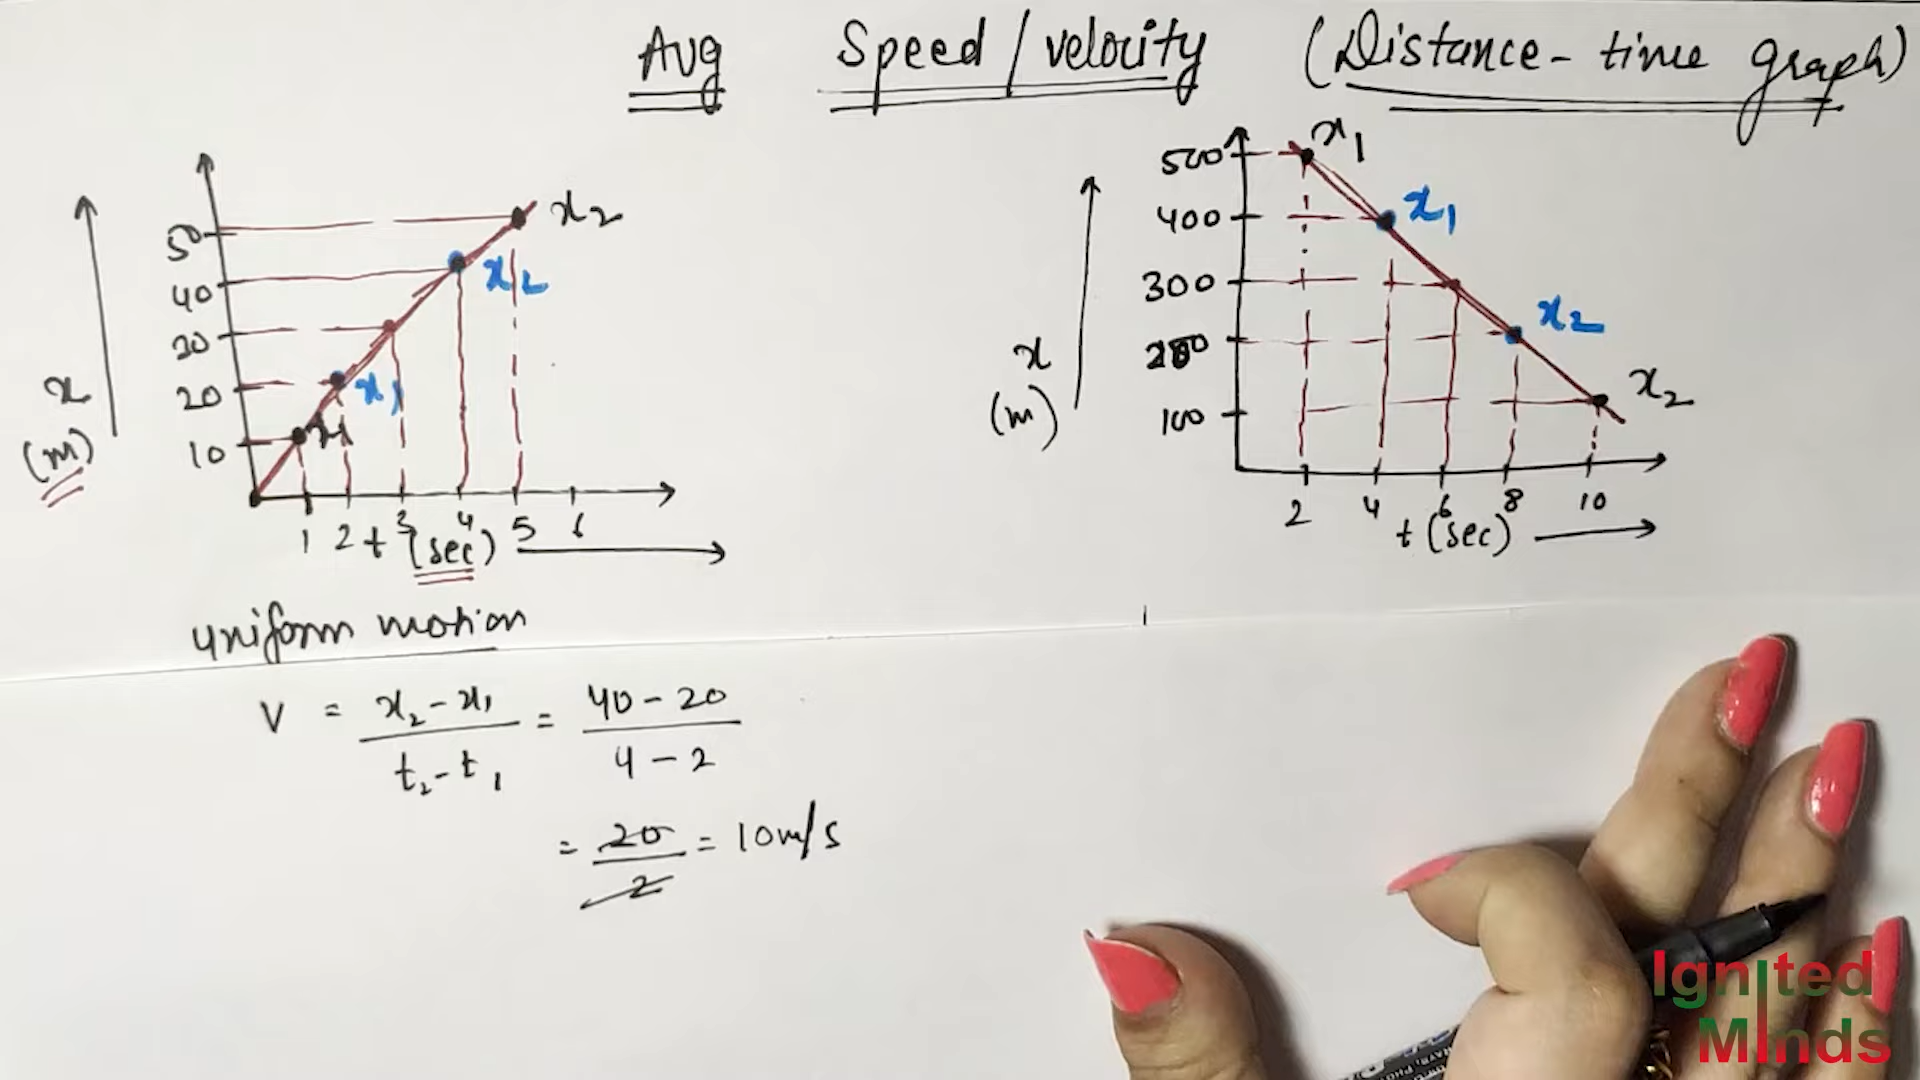 Avg Speed / velocity (Distance - time graph)
x
(m)
50
40
30
20
10
x2
x2
x1
x1
1 2 3 4 5 6
t (sec)
x
(m)
500
400
300
200
100
x1
x1
x2
x2
2 4 6 8 10
t (sec)
uniform motion
V = x2 - x1 / t2 - t1 = 40 - 20 / 4 - 2
= 20 / 2 = 10 m/s
Ignited
Minds